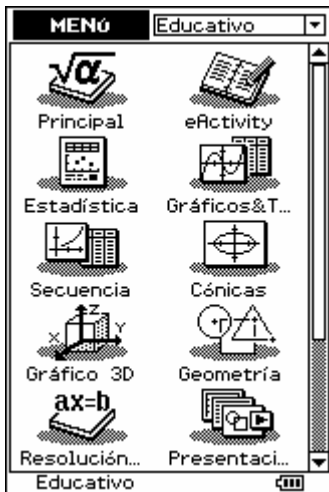 MENú Educativo
√α
Principal eActivity
Estadística Gráficos&T...
Secuencia Cónicas
Z
X Y
Gráfico 3D Geometría
ax=b
Resolución... Presentaci...
Educativo